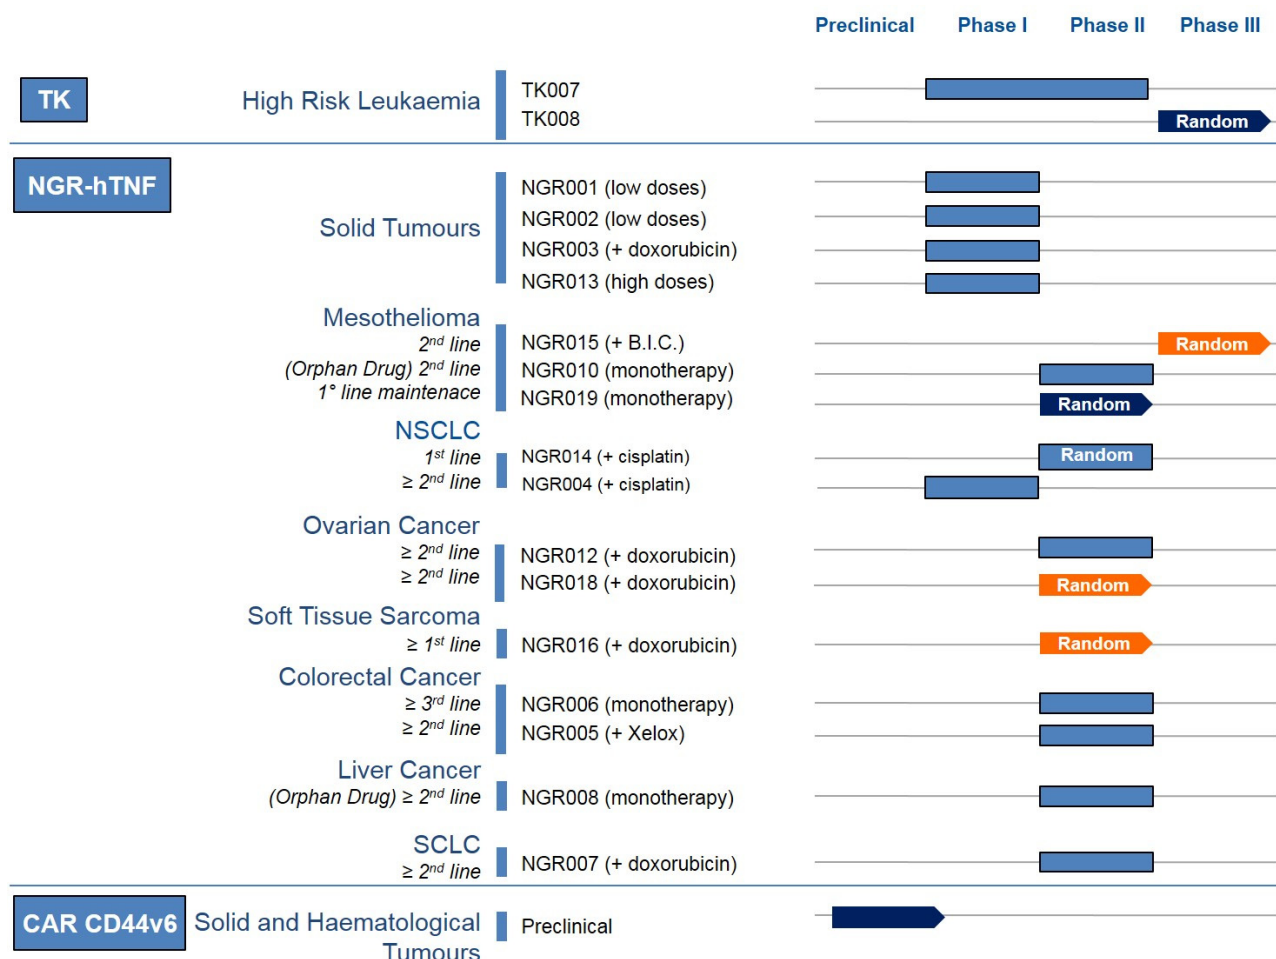 Preclinical Phase I Phase II Phase III
TK
High Risk Leukaemia
TK007
TK008
Random
NGR-hTNF
Solid Tumours
NGR001 (low doses)
NGR002 (low doses)
NGR003 (+ doxorubicin)
NGR013 (high doses)
Mesothelioma
2nd line NGR015 (+ B.I.C.) Random
(Orphan Drug) 2nd line NGR010 (monotherapy)
1° line maintenace NGR019 (monotherapy) Random
NSCLC
1st line NGR014 (+ cisplatin) Random
≥ 2nd line NGR004 (+ cisplatin)
Ovarian Cancer
≥ 2nd line NGR012 (+ doxorubicin)
≥ 2nd line NGR018 (+ doxorubicin) Random
Soft Tissue Sarcoma
≥ 1st line NGR016 (+ doxorubicin) Random
Colorectal Cancer
≥ 3rd line NGR006 (monotherapy)
≥ 2nd line NGR005 (+ Xelox)
Liver Cancer
(Orphan Drug) ≥ 2nd line NGR008 (monotherapy)
SCLC
≥ 2nd line NGR007 (+ doxorubicin)
CAR CD44v6
Solid and Haematological
Tumours
Preclinical